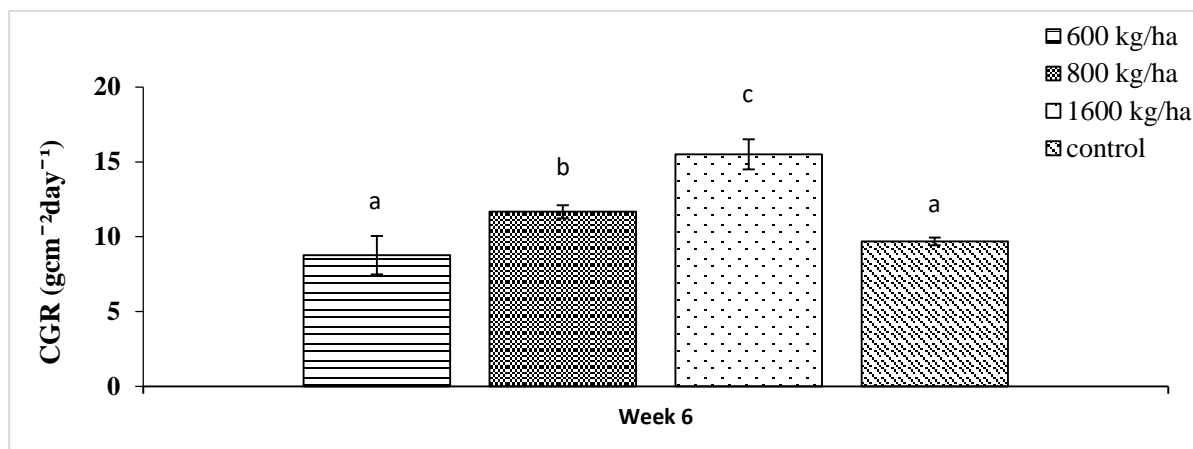 600 kg/ha
800 kg/ha
1600 kg/ha
control
CGR (gcm⁻²day⁻¹)
20
15
10
5
0
a
b
c
a
Week 6